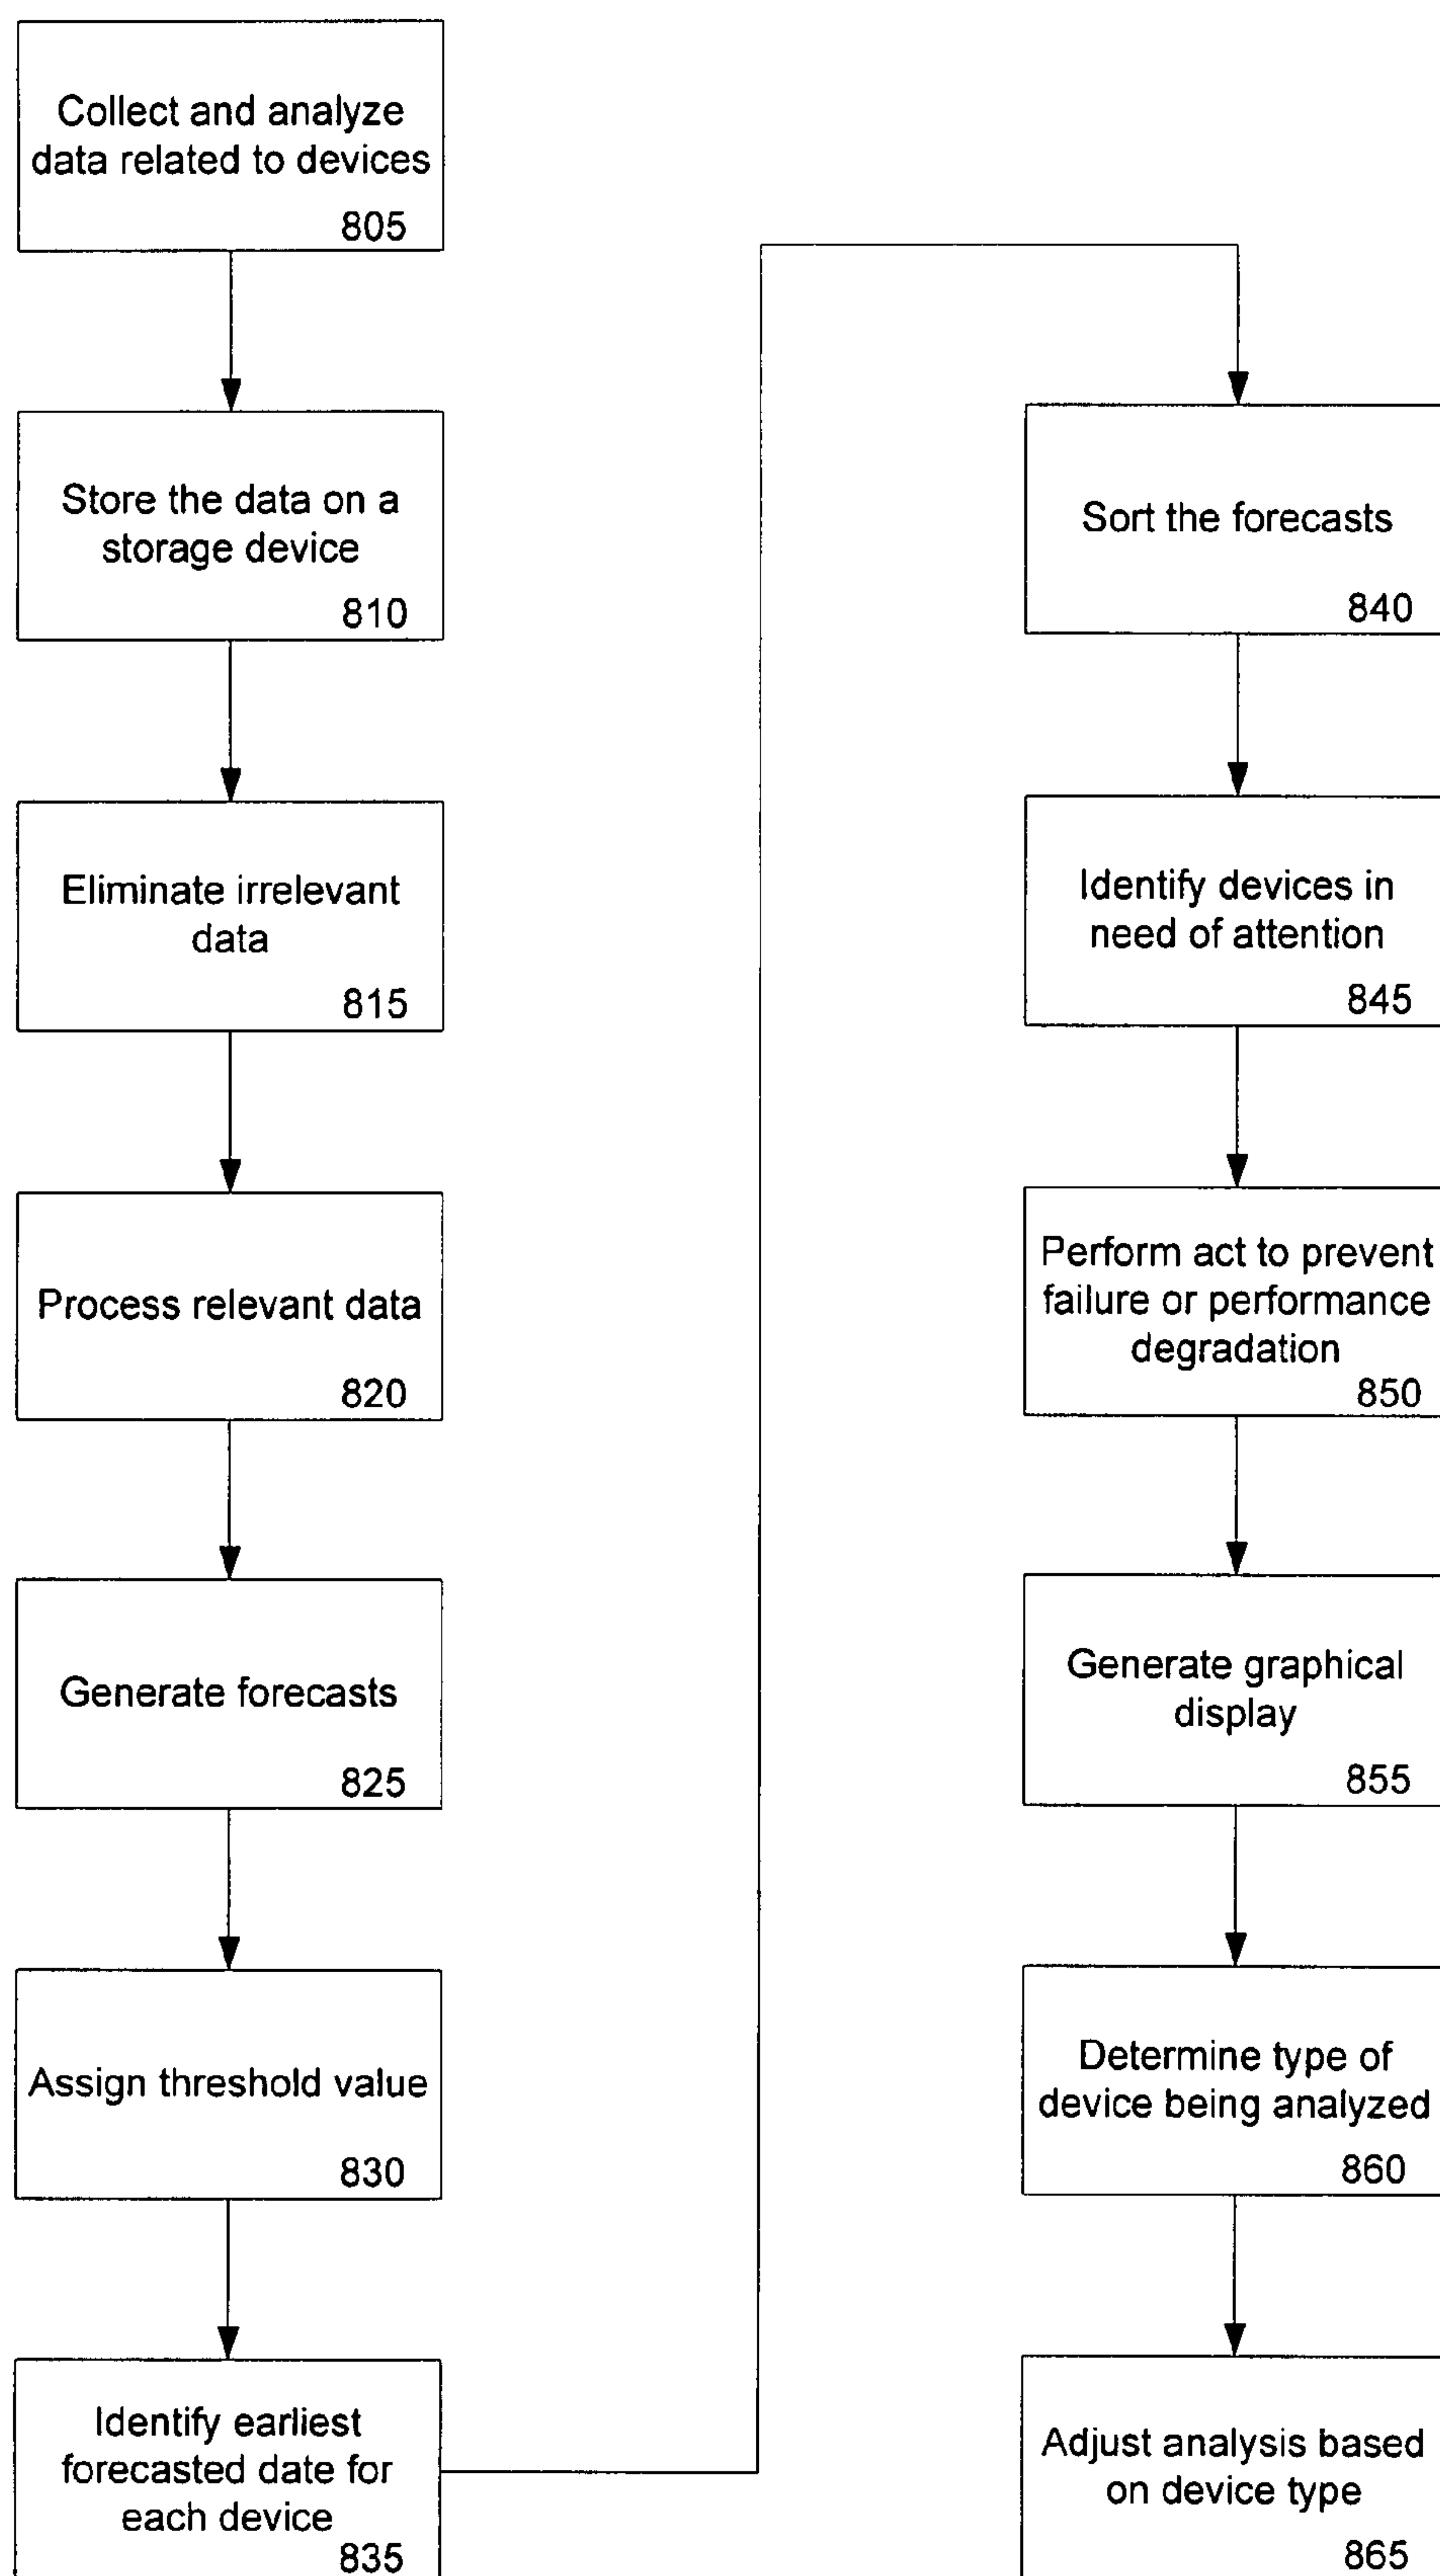 Collect and analyze
data related to devices
805
Store the data on a
storage device
810
Eliminate irrelevant
data
815
Process relevant data
820
Generate forecasts
825
Assign threshold value
830
Identify earliest
forecasted date for
each device
835
Sort the forecasts
840
Identify devices in
need of attention
845
Perform act to prevent
failure or performance
degradation
850
Generate graphical
display
855
Determine type of
device being analyzed
860
Adjust analysis based
on device type
865